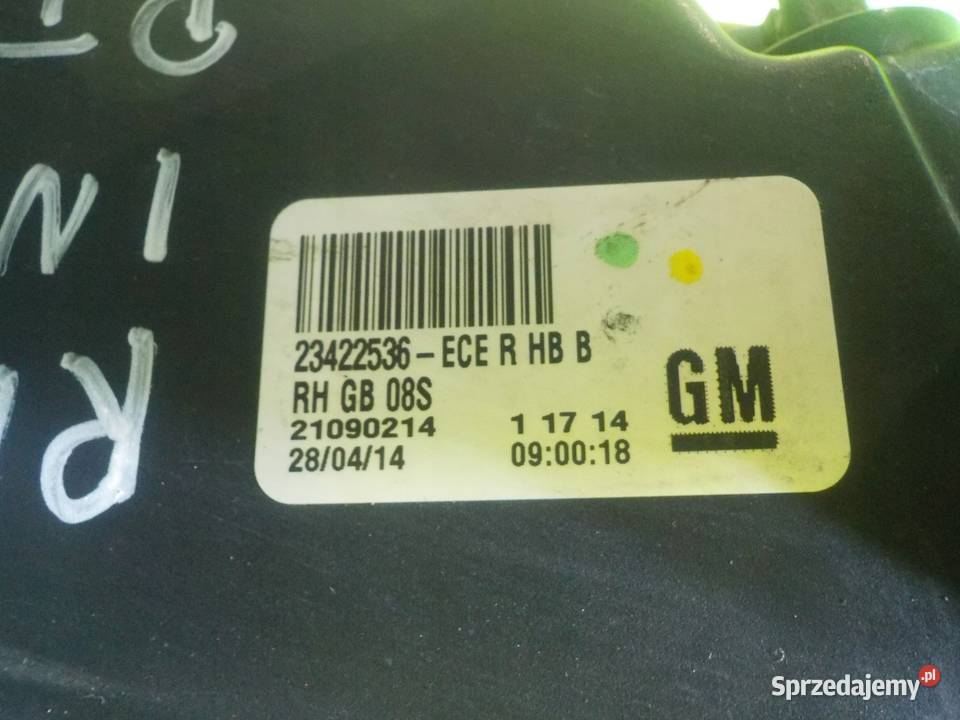 23422536-ECE R HB B
RH GB 08S
21090214 1 17 14
28/04/14 09:00:18
GM
Sprzedajemy.pl